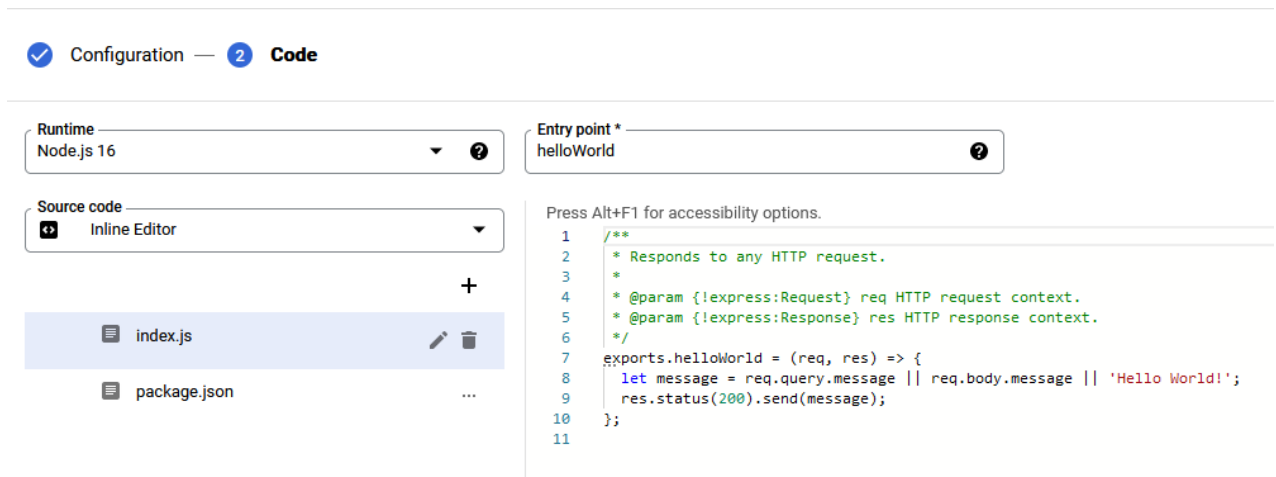 Configuration — 2 Code
Runtime
Node.js 16
Entry point *
helloWorld
Source code
Inline Editor
index.js
package.json
Press Alt+F1 for accessibility options.
1 /**
2 * Responds to any HTTP request.
3 *
4 * @param {!express:Request} req HTTP request context.
5 * @param {!express:Response} res HTTP response context.
6 */
7 exports.helloWorld = (req, res) => {
8 let message = req.query.message || req.body.message || 'Hello World!';
9 res.status(200).send(message);
10 };
11